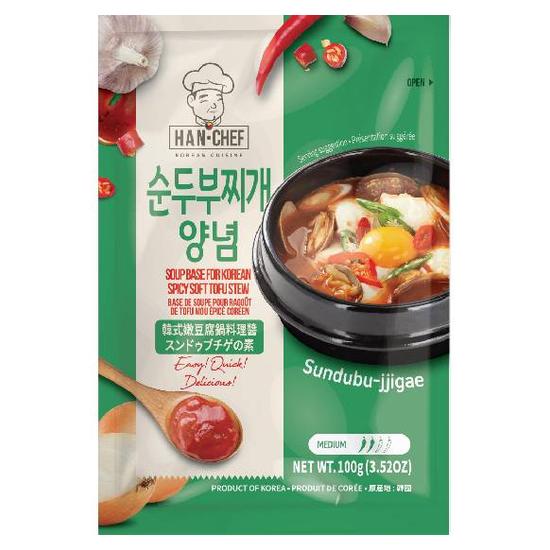 OPEN
HAN-CHEF
KOREAN CUISINE
Serving Suggestion • Présentation suggérée
순두부찌개
양념
SOUP BASE FOR KOREAN
SPICY SOFT TOFU STEW
BASE DE SOUPE POUR RAGOÛT
DE TOFU MOU ÉPICÉ CORÉEN
韓式嫩豆腐鍋料理醬
スンドゥブチゲの素
Easy! Quick!
Delicious!
Sundubu-jjigae
MEDIUM
NET WT. 100g (3.52OZ)
PRODUCT OF KOREA • PRODUIT DE CORÉE • 原産地 : 韓國